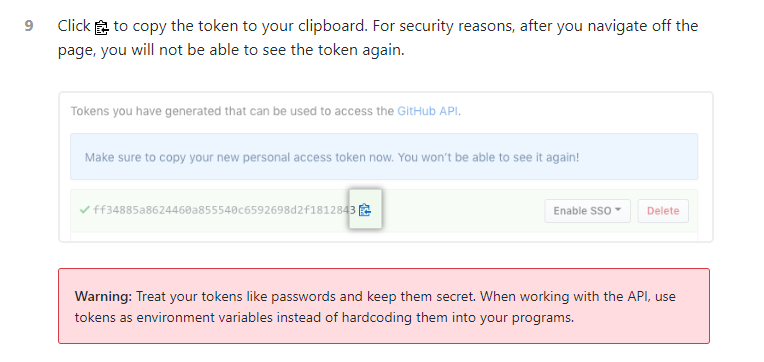 9 Click to copy the token to your clipboard. For security reasons, after you navigate off the
page, you will not be able to see the token again.
Tokens you have generated that can be used to access the GitHub API.
Make sure to copy your new personal access token now. You won't be able to see it again!
✓ ff34885a8624460a855540c6592698d2f1812843 Enable SSO Delete
Warning: Treat your tokens like passwords and keep them secret. When working with the API, use
tokens as environment variables instead of hardcoding them into your programs.